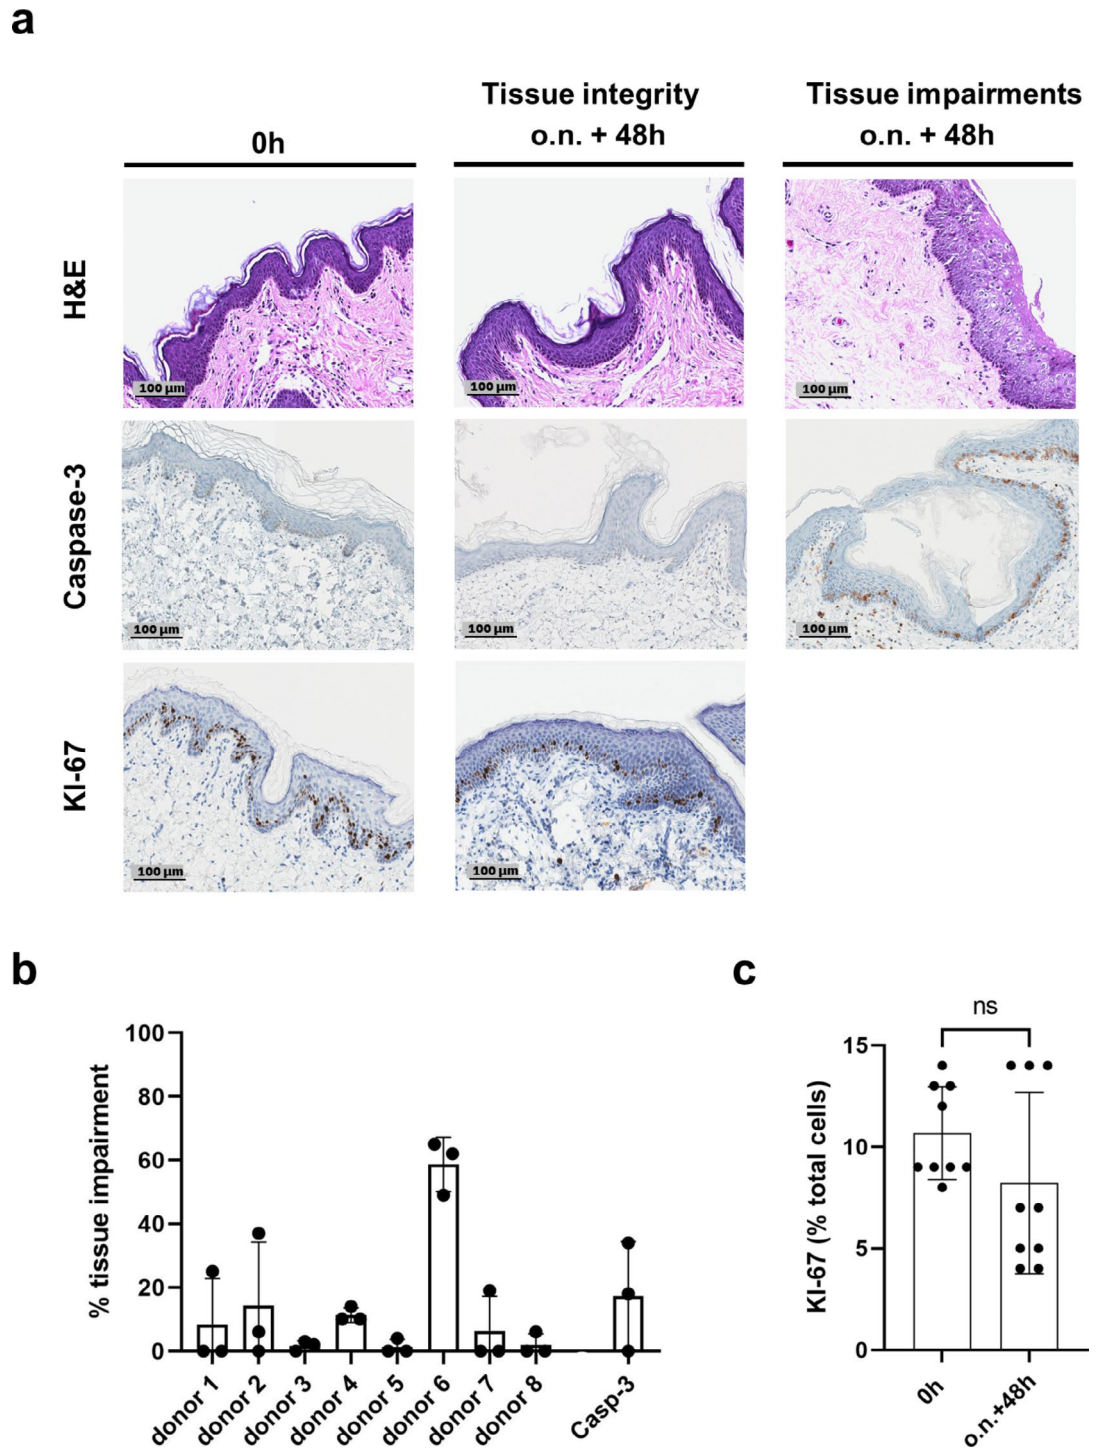 a
Tissue integrity
Tissue impairments
0h
o.n. + 48h
o.n. + 48h
H&E
100 µm
100 µm
100 µm
Caspase-3
100 µm
100 µm
100 µm
KI-67
100 µm
100 µm
b
% tissue impairment
100
80
60
40
20
0
donor 1
donor 2
donor 3
donor 4
donor 5
donor 6
donor 7
donor 8
Casp-3
c
ns
KI-67 (% total cells)
15
10
5
0
0h
o.n.+48h